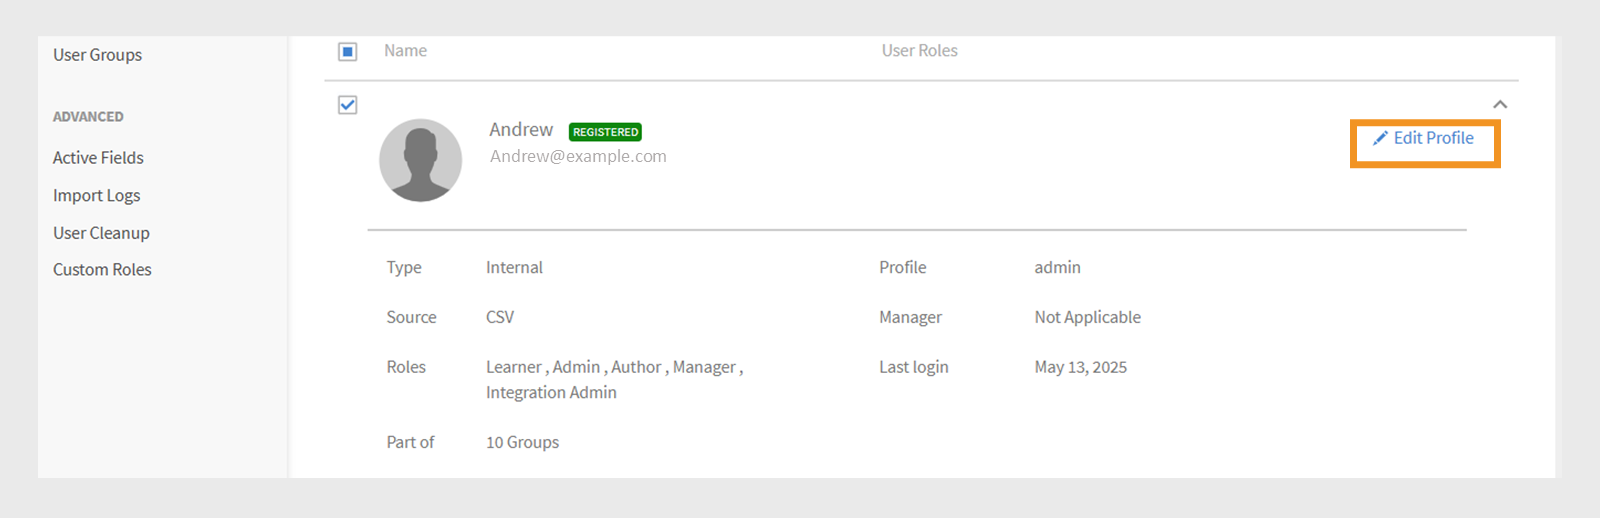 User Groups
ADVANCED
Active Fields
Import Logs
User Cleanup
Custom Roles
Name User Roles
Andrew REGISTERED
Andrew@example.com
Edit Profile
Type Internal Profile admin
Source CSV Manager Not Applicable
Roles Learner , Admin , Author , Manager , Last login May 13, 2025
Integration Admin
Part of 10 Groups